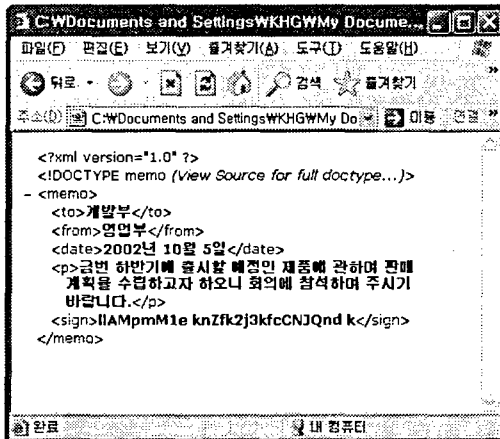 C:₩Documents and Settings₩KHG₩My Docume...
파일(F) 편집(E) 보기(V) 즐겨찾기(A) 도구(T) 도움말(H)
뒤로 검색 즐겨찾기 »
주소(D) C:₩Documents and Settings₩KHG₩My Do 이동 연결 »
<?xml version="1.0" ?>
<!DOCTYPE memo (View Source for full doctype...)>
- <memo>
<to>개발부</to>
<from>영업부</from>
<date>2002년 10월 5일</date>
<p>금번 하반기에 출시할 예정인 제품에 관하여 판매
계획을 수립하고자 하오니 회의에 참석하여 주시기
바랍니다.</p>
<sign>llAMpmM1e knZfk2j3kfcCNJQnd k</sign>
</memo>
완료 내 컴퓨터